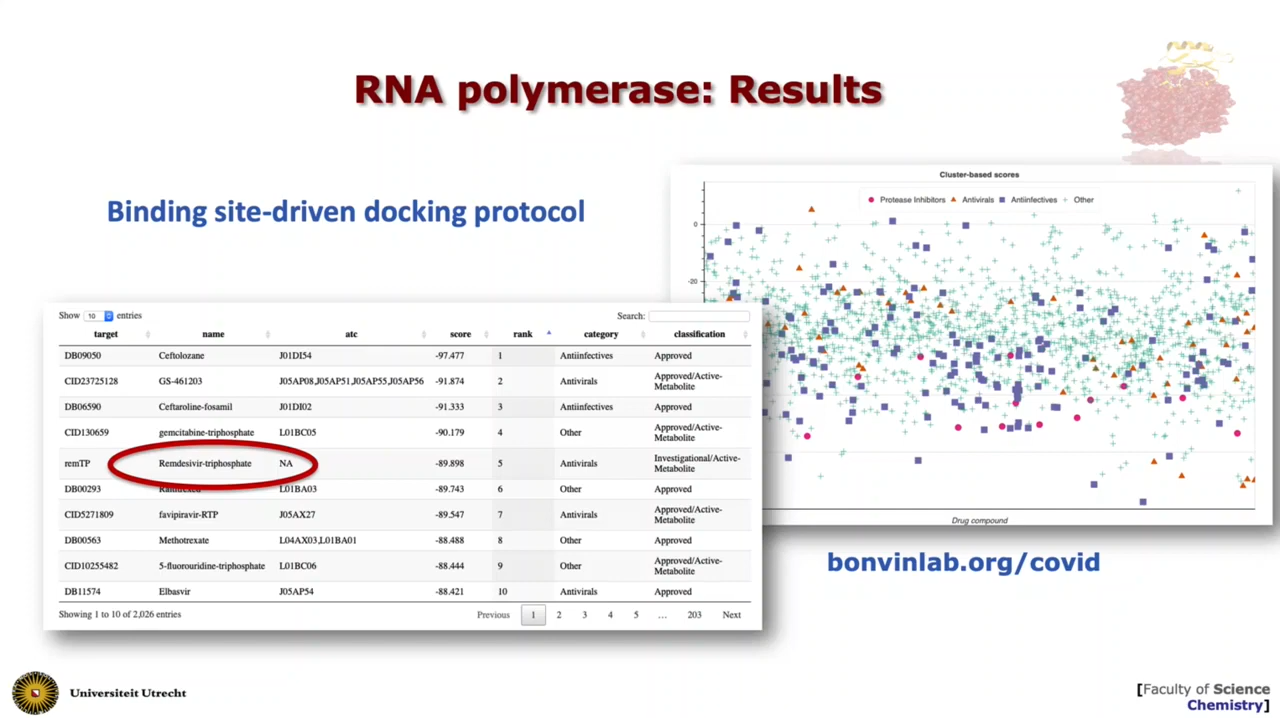 RNA polymerase: Results
Binding site-driven docking protocol
Cluster-based scores
Protease Inhibitors Antivirals Antiinfectives Other
0
-20
Drug compound
Show 10 entries Search:
target name atc score rank category classification
DB09050 Ceftolozane J01DI54 -97.477 1 Antiinfectives Approved
CID23725128 GS-461203 J05AP08,J05AP51,J05AP55,J05AP56 -91.874 2 Antivirals Approved/Active-
Metabolite
DB06590 Ceftaroline-fosamil J01DI02 -91.333 3 Antiinfectives Approved
CID130659 gemcitabine-triphosphate L01BC05 -90.179 4 Other Approved/Active-
Metabolite
remTP Remdesivir-triphosphate NA -89.898 5 Antivirals Investigational/Active-
Metabolite
DB00293 Raltitrexed L01BA03 -89.743 6 Other Approved
CID5271809 favipiravir-RTP J05AX27 -89.547 7 Antivirals Approved/Active-
Metabolite
DB00563 Methotrexate L04AX03,L01BA01 -88.488 8 Other Approved
CID10255482 5-fluorouridine-triphosphate L01BC06 -88.444 9 Other Approved/Active-
Metabolite
DB11574 Elbasvir J05AP54 -88.421 10 Antivirals Approved
Showing 1 to 10 of 2,026 entries Previous 1 2 3 4 5 ... 203 Next
bonvinlab.org/covid
Universiteit Utrecht
[Faculty of Science
Chemistry]